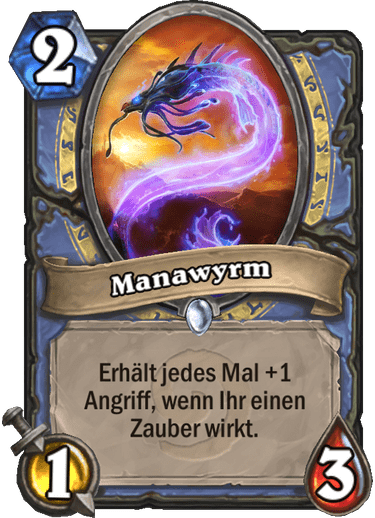 2
Manawyrm
Erhält jedes Mal +1
Angriff, wenn Ihr einen
Zauber wirkt.
1
3